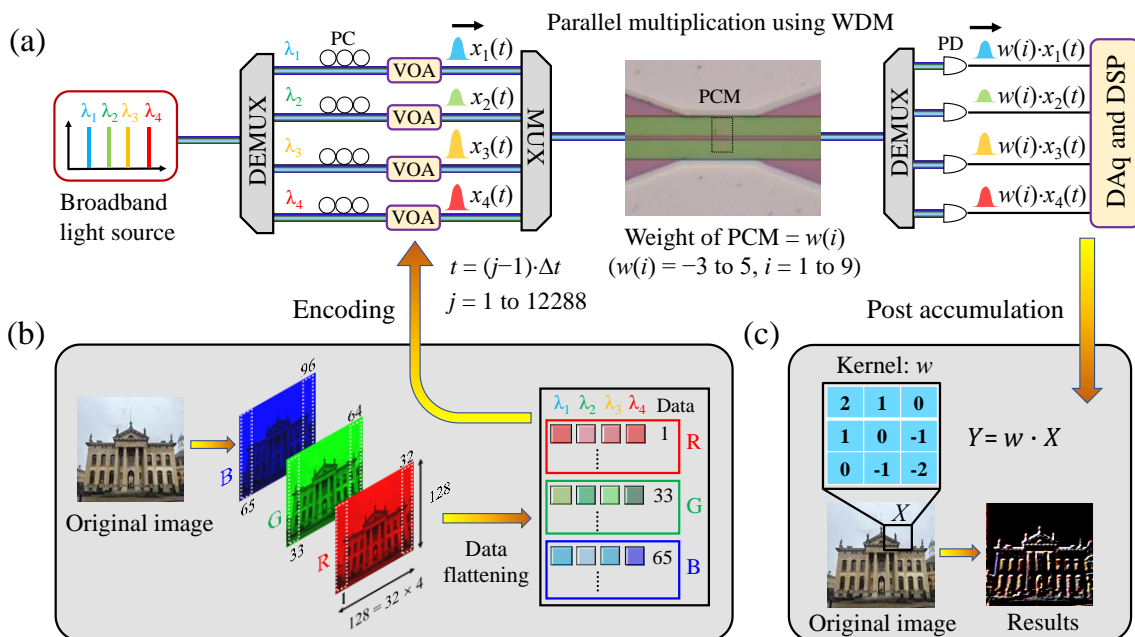 (a)
Parallel multiplication using WDM
λ1 λ2 λ3 λ4
Broadband
light source
DEMUX
PC
λ1
VOA
x1(t)
λ2
VOA
x2(t)
λ3
VOA
x3(t)
λ4
VOA
x4(t)
MUX
PCM
Weight of PCM = w(i)
(w(i) = −3 to 5, i = 1 to 9)
DEMUX
PD
w(i)·x1(t)
w(i)·x2(t)
w(i)·x3(t)
w(i)·x4(t)
DAq and DSP
t = (j−1)·Δt
j = 1 to 12288
Encoding
Post accumulation
(b)
Original image
B
65
96
G
33
64
R
1
32
128
128 = 32 × 4
Data
flattening
λ1 λ2 λ3 λ4 Data
1 R
33 G
65 B
(c)
Kernel: w
2 1 0
1 0 -1
0 -1 -2
Y = w · X
X
Original image
Results